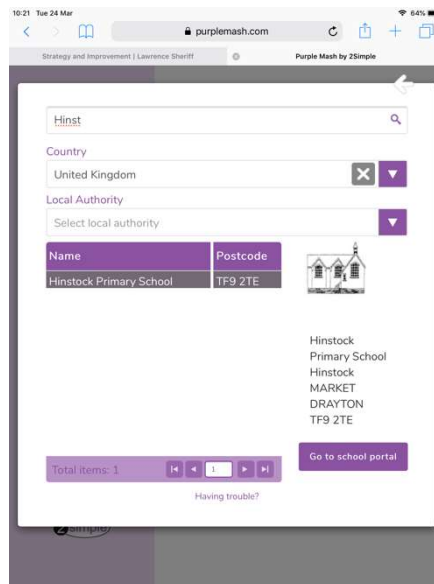 10:21 Tue 24 Mar
64%
purplemash.com
Strategy and Improvement | Lawrence Sheriff
Purple Mash by 2Simple
Hinst
Country
United Kingdom
Local Authority
Select local authority
Name Postcode
Hinstock Primary School TF9 2TE
Hinstock
Primary School
Hinstock
MARKET
DRAYTON
TF9 2TE
Go to school portal
Total items: 1
1
Having trouble?
2simple